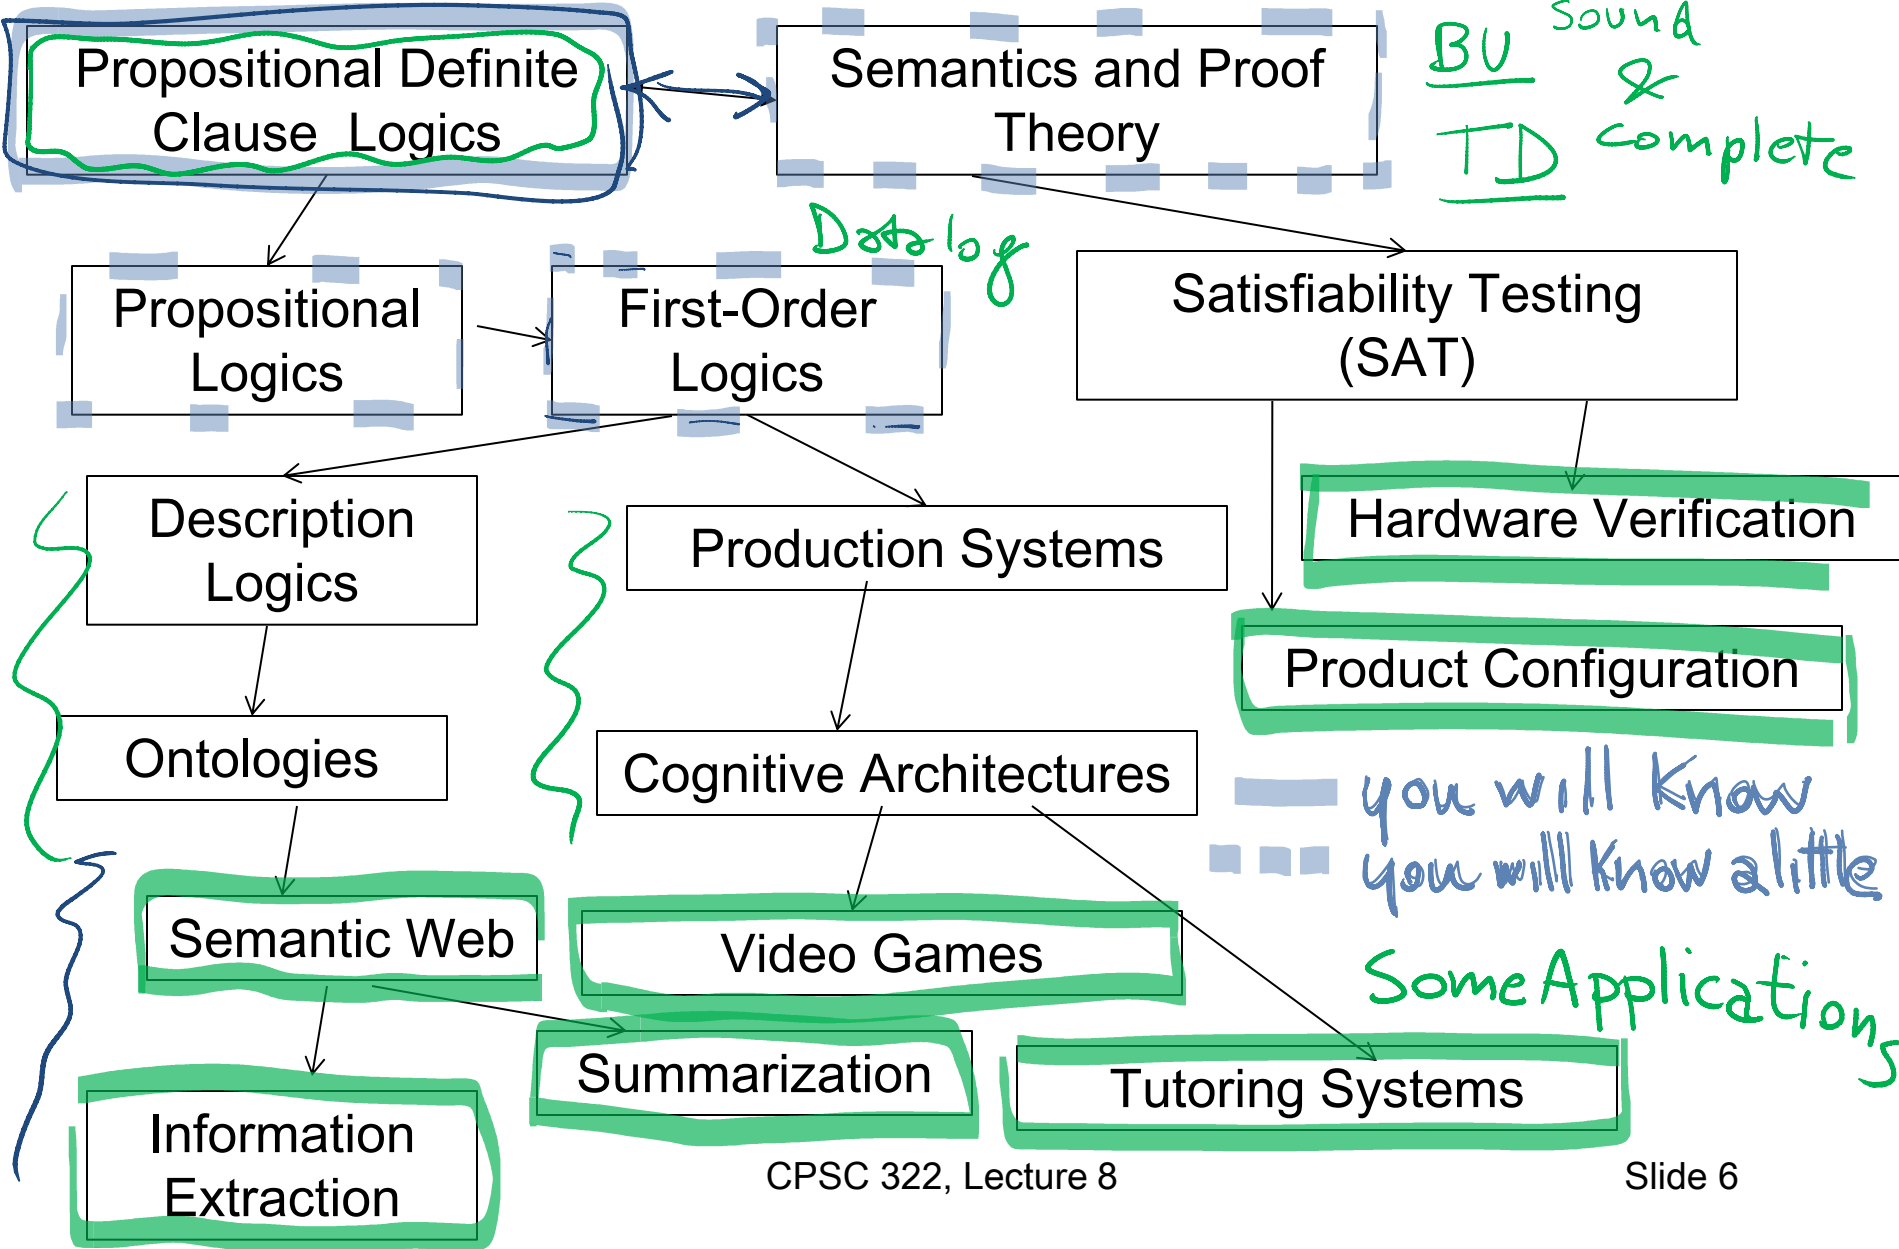 Propositional Definite
Clause Logics
Semantics and Proof
Theory
BU
TD
Sound
&
complete
Datalog
Propositional
Logics
First-Order
Logics
Satisfiability Testing
(SAT)
Description
Logics
Production Systems
Hardware Verification
Product Configuration
Ontologies
Cognitive Architectures
you will know
you will know a little
Semantic Web
Video Games
Some Applications
Summarization
Tutoring Systems
Information
Extraction
CPSC 322, Lecture 8
Slide 6